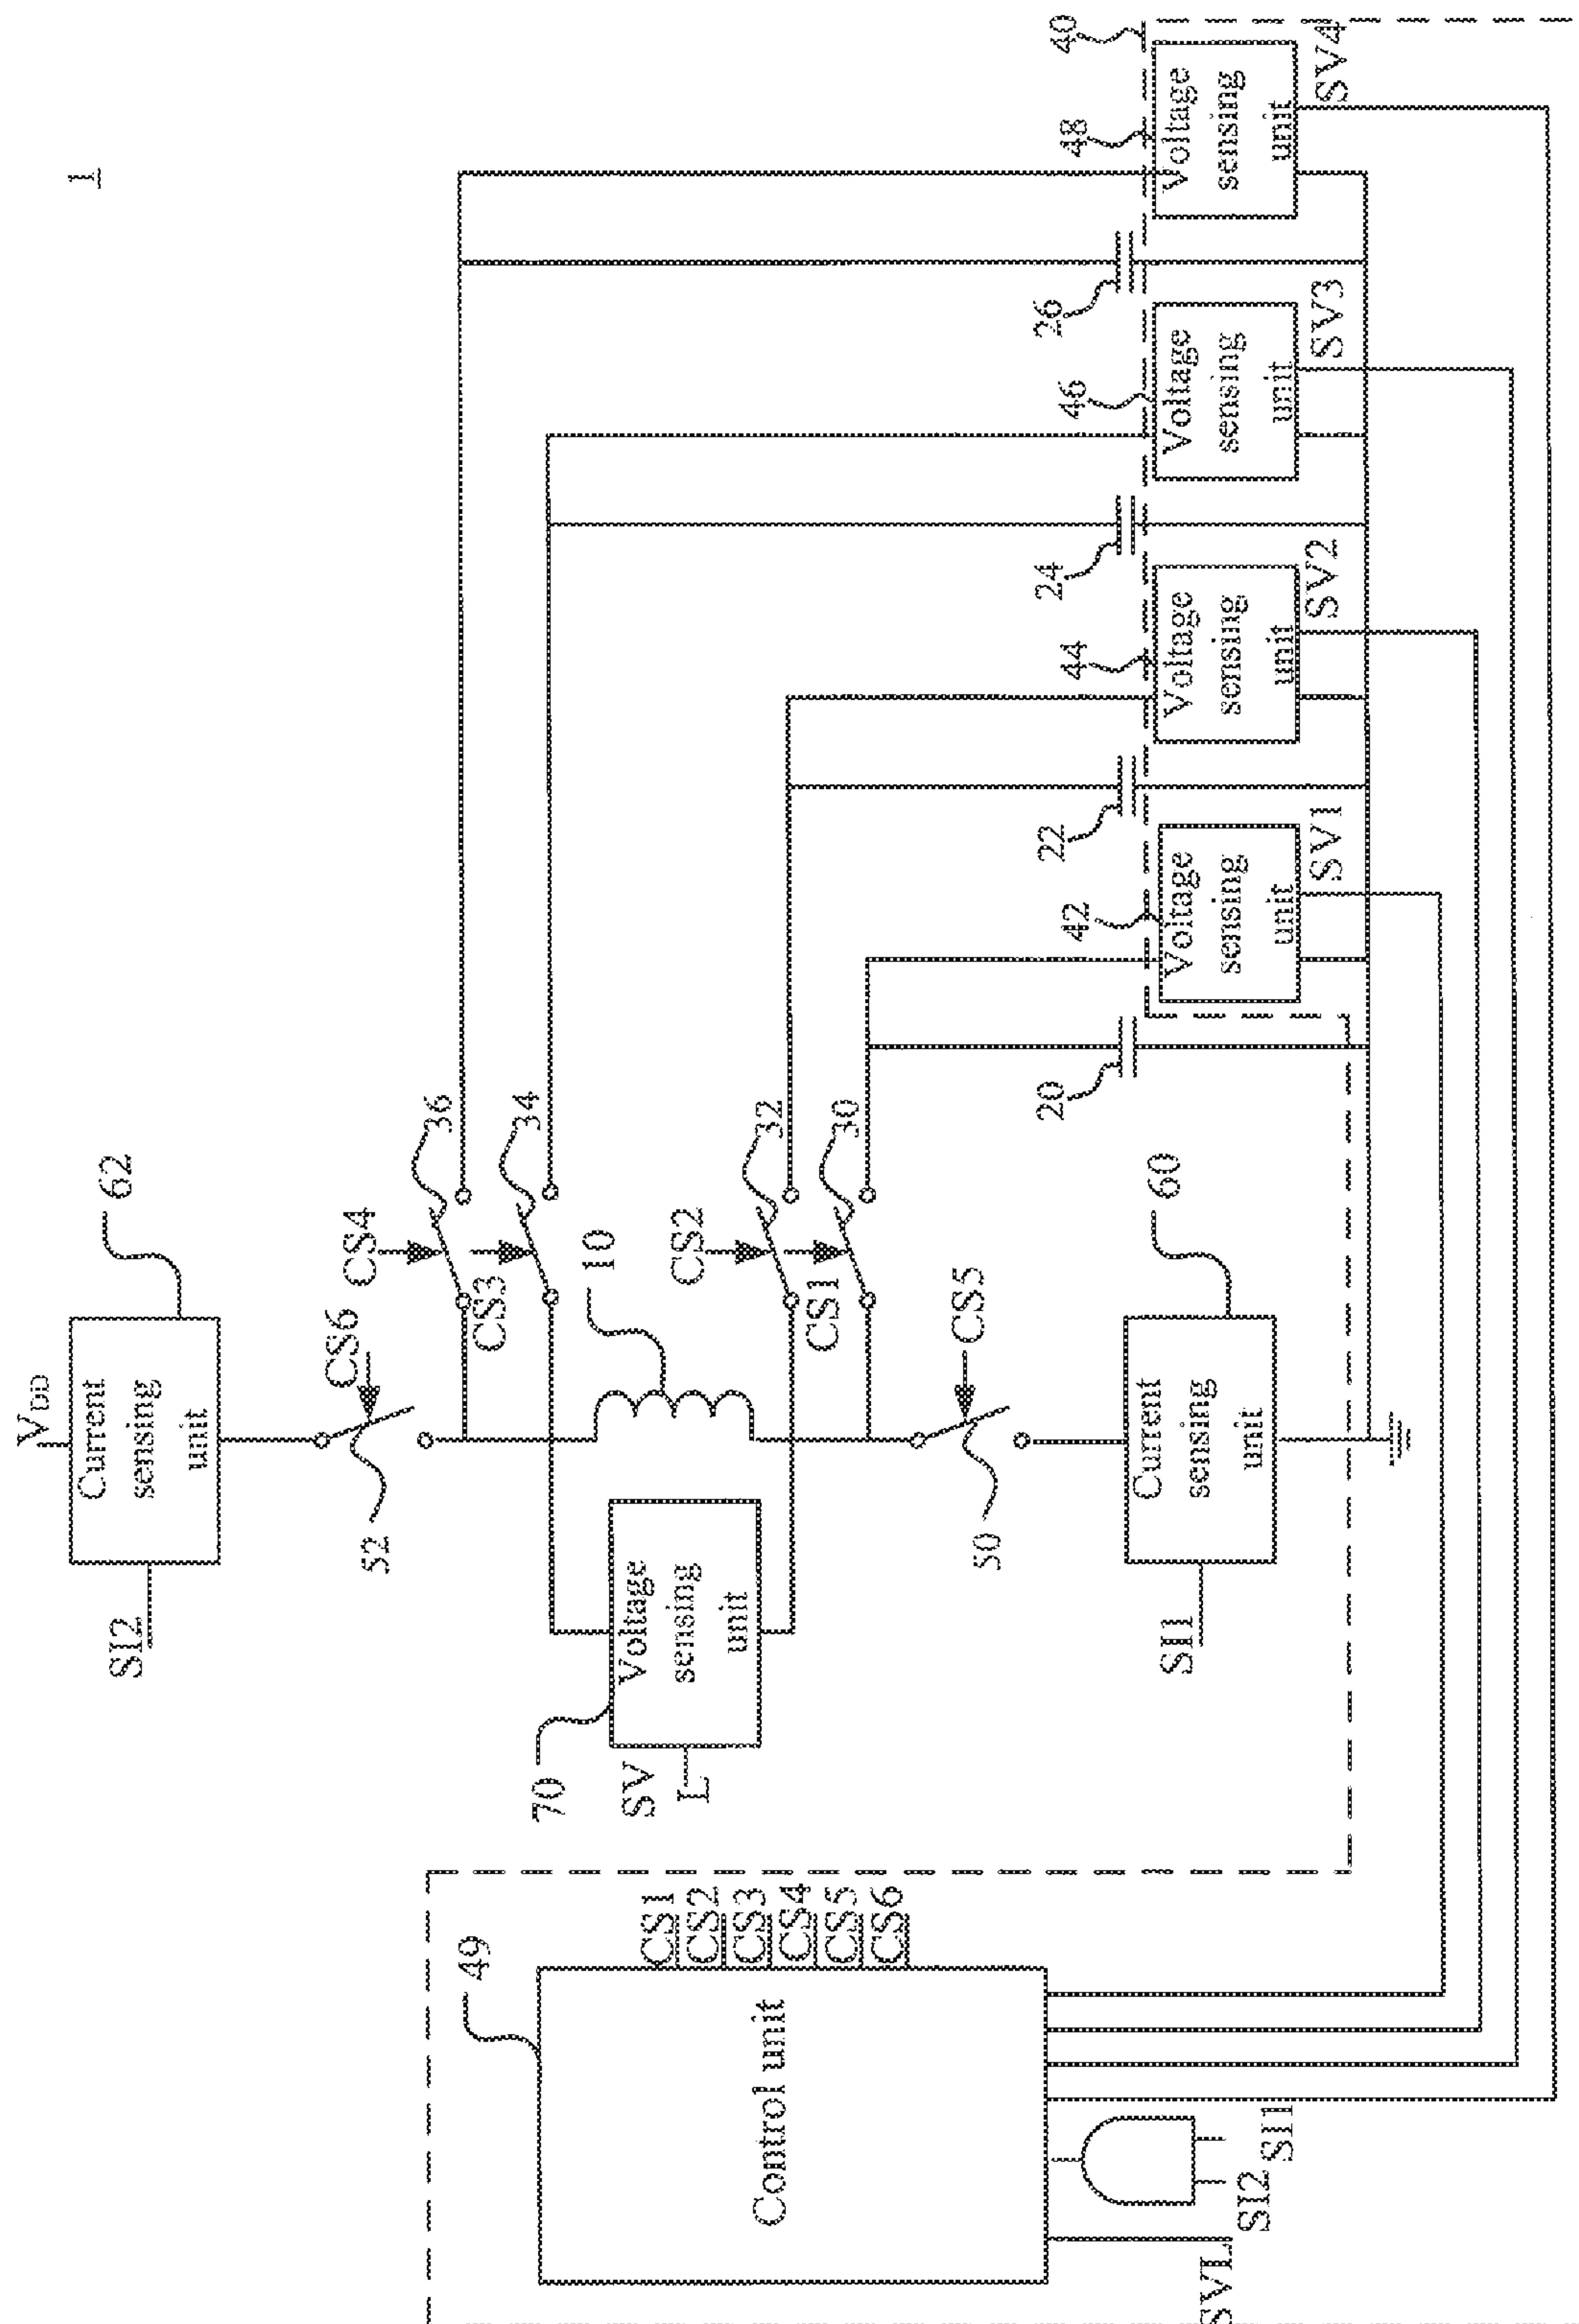 1
VDD
62
Current
sensing
unit
SI2
CS6
52
CS4
36
CS3
34
10
CS2
32
CS1
30
70
Voltage
sensing
unit
SV
L
CS5
50
60
Current
sensing
unit
SI1
20
22
24
26
40
42
Voltage
sensing
unit
SV1
44
Voltage
sensing
unit
SV2
46
Voltage
sensing
unit
SV3
48
Voltage
sensing
unit
SV4
49
Control unit
CS1
CS2
CS3
CS4
CS5
CS6
SVL
SI2
SI1